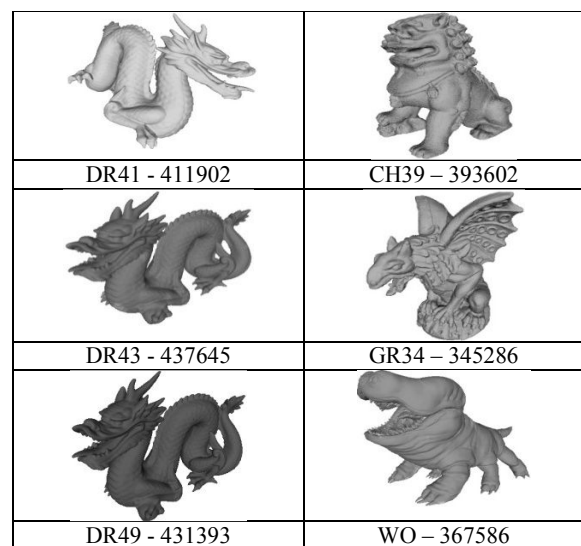 DR41 - 411902
CH39 – 393602
DR43 - 437645
GR34 – 345286
DR49 - 431393
WO – 367586